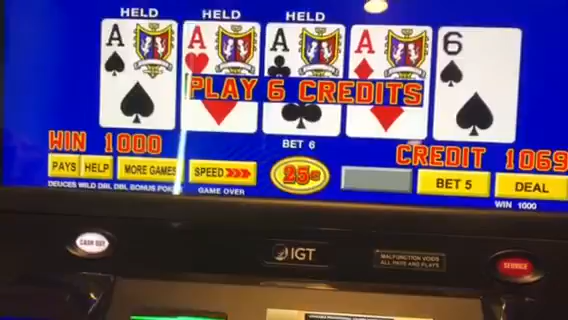 HELD HELD HELD
A A A A 6
PLAY 6 CREDITS
BET 6
WIN 1000 CREDIT 1069
PAYS HELP MORE GAMES SPEED 25¢ BET 5 DEAL
DEUCES WILD DBL DBL BONUS POK GAME OVER WIN 1000
CASH OUT IGT MALFUNCTION VOIDS SERVICE
ALL PAYS AND PLAYS